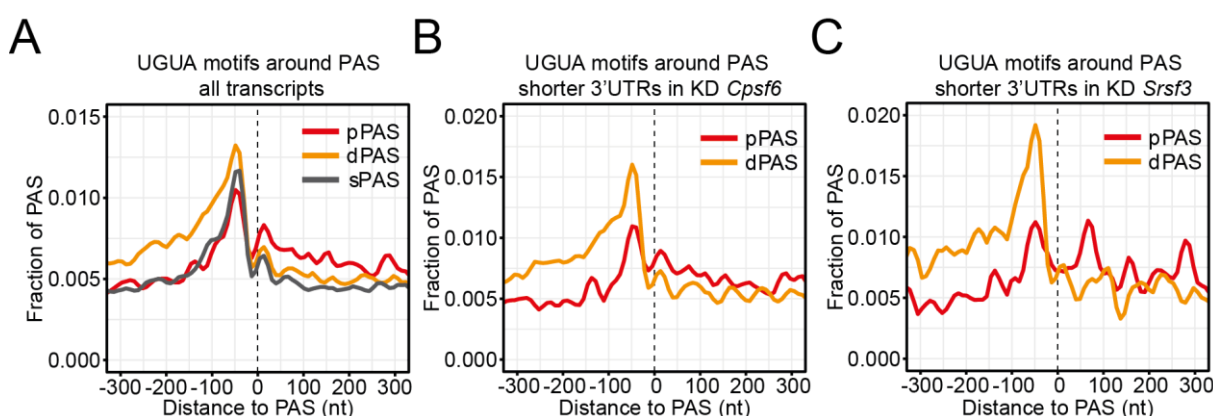 A
UGUA motifs around PAS
all transcripts
Fraction of PAS
0.015
0.010
0.005
0.000
pPAS
dPAS
sPAS
-300
-200
-100
0
100
200
300
Distance to PAS (nt)
B
UGUA motifs around PAS
shorter 3'UTRs in KD Cpsf6
Fraction of PAS
0.020
0.015
0.010
0.005
0.000
pPAS
dPAS
-300
-200
-100
0
100
200
300
Distance to PAS (nt)
C
UGUA motifs around PAS
shorter 3'UTRs in KD Srsf3
Fraction of PAS
0.020
0.015
0.010
0.005
0.000
pPAS
dPAS
-300
-200
-100
0
100
200
300
Distance to PAS (nt)